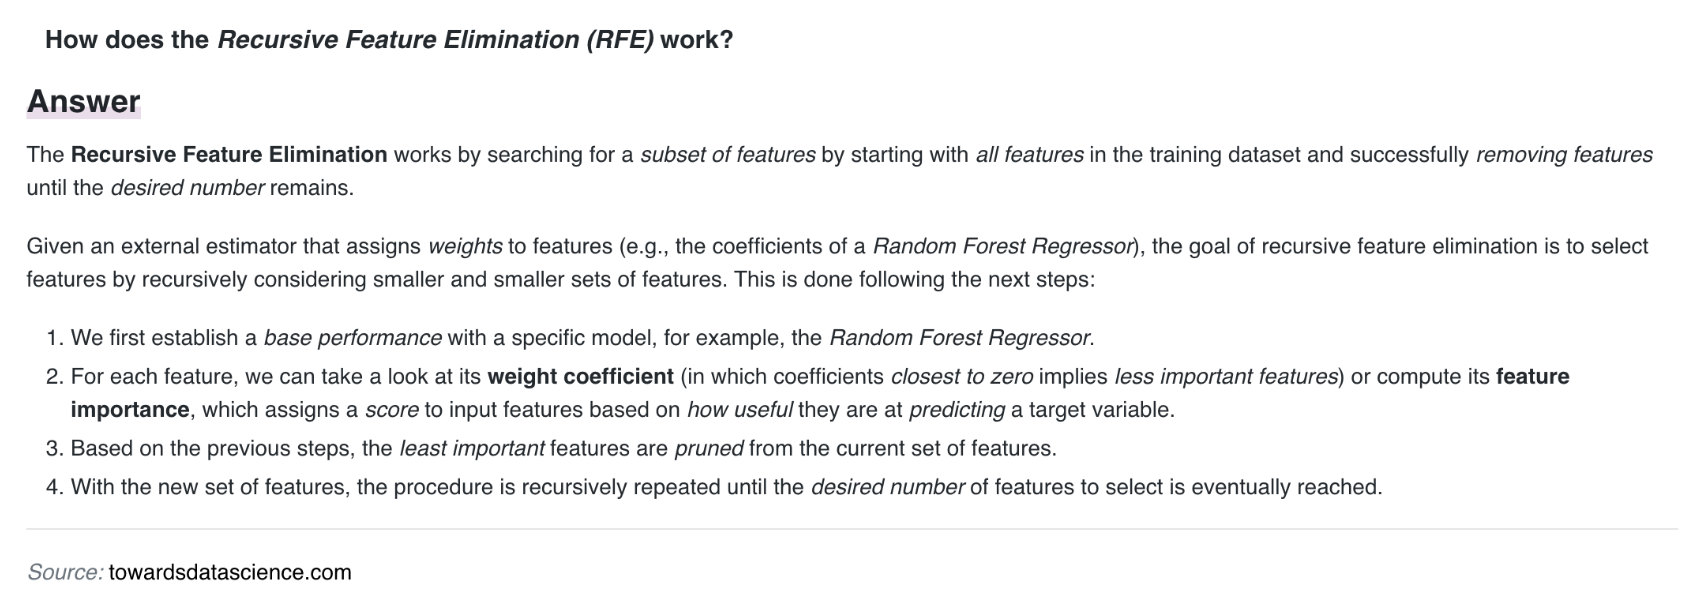 How does the Recursive Feature Elimination (RFE) work?
Answer
The Recursive Feature Elimination works by searching for a subset of features by starting with all features in the training dataset and successfully removing features
until the desired number remains.
Given an external estimator that assigns weights to features (e.g., the coefficients of a Random Forest Regressor), the goal of recursive feature elimination is to select
features by recursively considering smaller and smaller sets of features. This is done following the next steps:
1. We first establish a base performance with a specific model, for example, the Random Forest Regressor.
2. For each feature, we can take a look at its weight coefficient (in which coefficients closest to zero implies less important features) or compute its feature
importance, which assigns a score to input features based on how useful they are at predicting a target variable.
3. Based on the previous steps, the least important features are pruned from the current set of features.
4. With the new set of features, the procedure is recursively repeated until the desired number of features to select is eventually reached.
Source: towardsdatascience.com